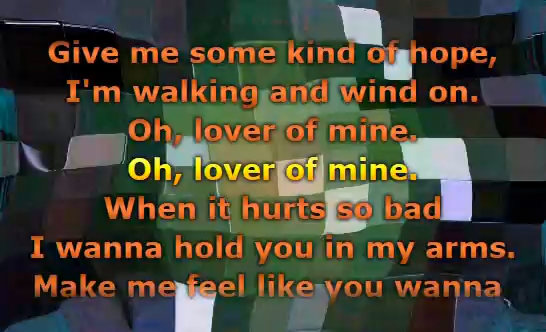 Give me some kind of hope,
I'm walking and wind on.
Oh, lover of mine.
Oh, lover of mine.
When it hurts so bad
I wanna hold you in my arms.
Make me feel like you wanna